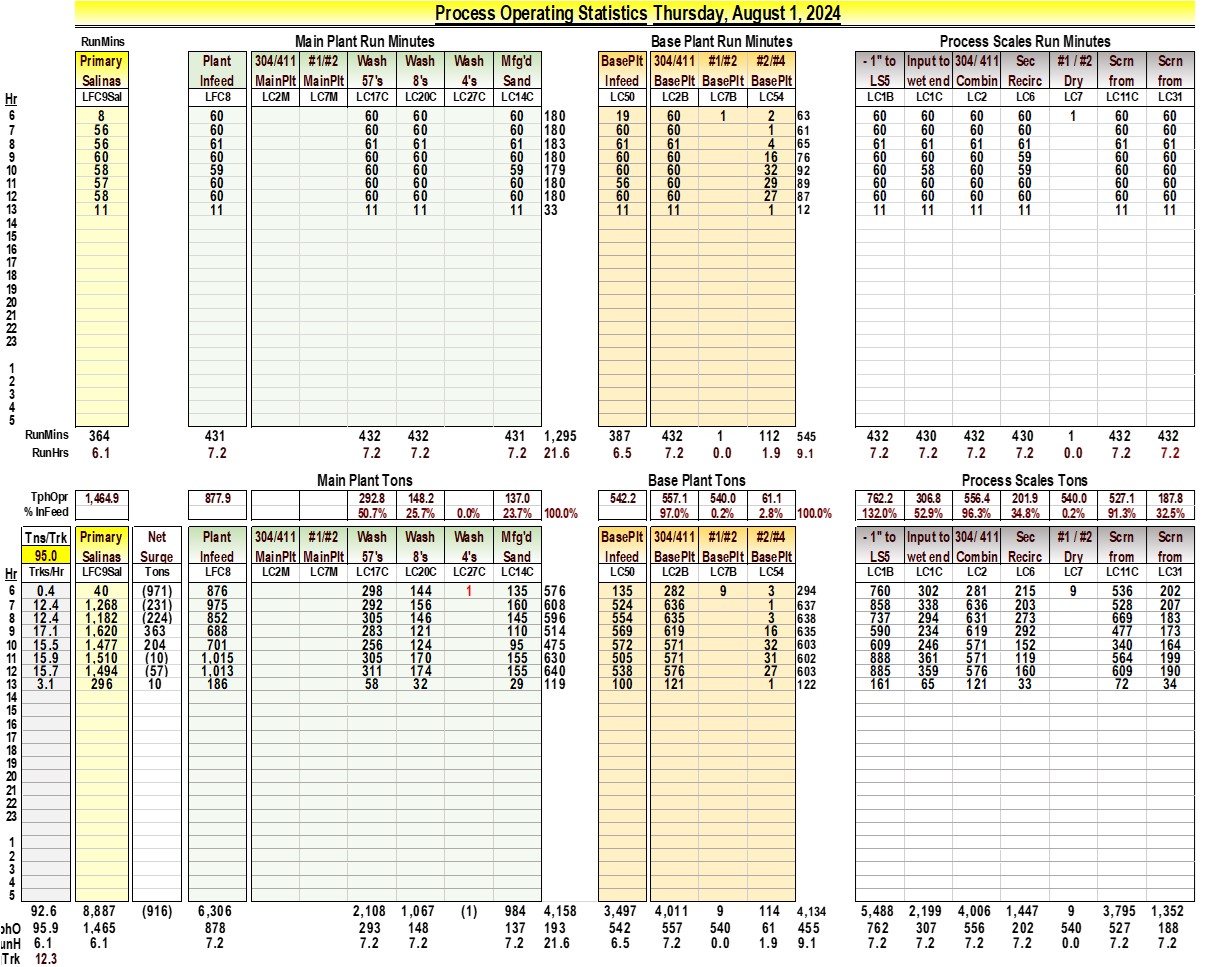 Process Operating Statistics Thursday, August 1, 2024
RunMins Main Plant Run Minutes Base Plant Run Minutes Process Scales Run Minutes
Primary Plant 304/411 #1/#2 Wash Wash Wash Mfg'd BasePlt 304/411 #1/#2 #2/#4 - 1" to Input to 304/ 411 Sec #1 / #2 Scrn Scrn
Salinas Infeed MainPlt MainPlt 57's 8's 4's Sand Infeed BasePlt BasePlt BasePlt LS5 wet end Combin Recirc Dry from from
Hr LFC9Sal LFC8 LC2M LC7M LC17C LC20C LC27C LC14C LC50 LC2B LC7B LC54 LC1B LC1C LC2 LC6 LC7 LC11C LC31
6 8 60 60 60 60 180 19 60 1 2 63 60 60 60 60 1 60 60
7 56 60 60 60 60 180 60 60 1 61 60 60 60 60 60 60
8 56 61 61 61 61 183 61 61 4 65 61 61 61 61 61 61
9 60 60 60 60 60 180 60 60 16 76 60 60 60 59 60 60
10 58 59 60 60 59 179 60 60 32 92 60 58 60 59 60 60
11 57 60 60 60 60 180 56 60 29 89 60 60 60 60 60 60
12 58 60 60 60 60 180 60 60 27 87 60 60 60 60 60 60
13 11 11 11 11 11 33 11 11 1 12 11 11 11 11 11 11
14
15
16
17
18
19
20
21
22
23
1
2
3
4
5
RunMins 364 431 432 432 431 1,295 387 432 1 112 545 432 430 432 430 1 432 432
RunHrs 6.1 7.2 7.2 7.2 7.2 21.6 6.5 7.2 0.0 1.9 9.1 7.2 7.2 7.2 7.2 0.0 7.2 7.2
Main Plant Tons Base Plant Tons Process Scales Tons
TphOpr 1,464.9 877.9 292.8 148.2 137.0 542.2 557.1 540.0 61.1 762.2 306.8 556.4 201.9 540.0 527.1 187.8
% InFeed 50.7% 25.7% 0.0% 23.7% 100.0% 97.0% 0.2% 2.8% 100.0% 132.0% 52.9% 96.3% 34.8% 0.2% 91.3% 32.5%
Tns/Trk Primary Net Plant 304/411 #1/#2 Wash Wash Wash Mfg'd BasePlt 304/411 #1/#2 #2/#4 - 1" to Input to 304/ 411 Sec #1 / #2 Scrn Scrn
95.0 Salinas Surge Infeed MainPlt MainPlt 57's 8's 4's Sand Infeed BasePlt BasePlt BasePlt LS5 wet end Combin Recirc Dry from from
Hr Trks/Hr LFC9Sal Tons LFC8 LC2M LC7M LC17C LC20C LC27C LC14C LC50 LC2B LC7B LC54 LC1B LC1C LC2 LC6 LC7 LC11C LC31
6 0.4 40 (971) 876 298 144 1 135 576 135 282 9 3 294 760 302 281 215 9 536 202
7 12.4 1,268 (231) 975 292 156 160 608 524 636 1 637 858 338 636 203 528 207
8 12.4 1,182 (224) 852 305 146 145 596 554 635 3 638 737 294 631 273 669 183
9 17.1 1,620 363 688 283 121 110 514 569 619 16 635 590 234 619 292 477 173
10 15.5 1,477 204 701 256 124 95 475 572 571 32 603 609 246 571 152 340 164
11 15.9 1,510 (10) 1,015 305 170 155 630 505 571 31 602 888 361 571 119 564 199
12 15.7 1,494 (57) 1,013 311 174 155 640 538 576 27 603 885 359 576 160 609 190
13 3.1 296 10 186 58 32 29 119 100 121 1 122 161 65 121 33 72 34
14
15
16
17
18
19
20
21
22
23
1
2
3
4
5
92.6 8,887 (916) 6,306 2,108 1,067 (1) 984 4,158 3,497 4,011 9 114 4,134 5,488 2,199 4,006 1,447 9 3,795 1,352
phO 95.9 1,465 878 293 148 137 193 542 557 540 61 455 762 307 556 202 540 527 188
unH 6.1 6.1 7.2 7.2 7.2 7.2 21.6 6.5 7.2 0.0 1.9 9.1 7.2 7.2 7.2 7.2 0.0 7.2 7.2
Trk 12.3